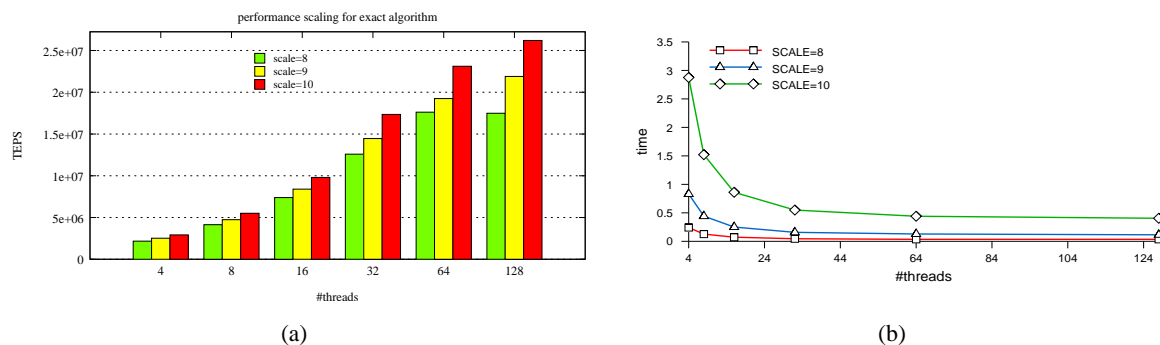 performance scaling for exact algorithm
2.5e+07
2e+07
1.5e+07
1e+07
5e+06
0
TEPS
scale=8
scale=9
scale=10
4 8 16 32 64 128
#threads
(a)
3.5
3
2.5
2
1.5
1
0.5
0
time
SCALE=8
SCALE=9
SCALE=10
4 24 44 64 84 104 124
#threads
(b)